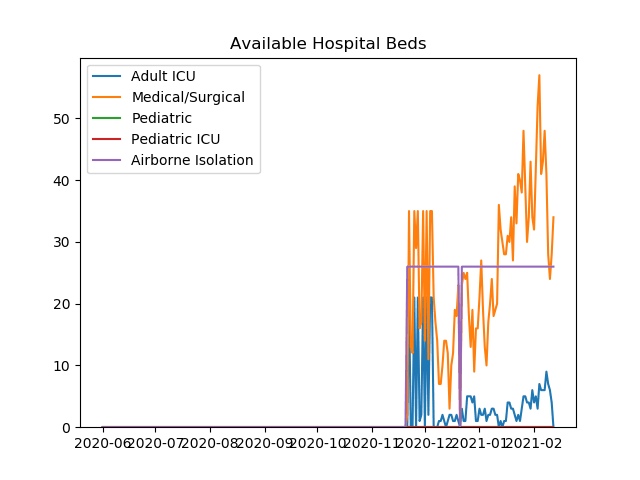 Available Hospital Beds
Adult ICU
Medical/Surgical
Pediatric
Pediatric ICU
Airborne Isolation
50
40
30
20
10
0
2020-06 2020-07 2020-08 2020-09 2020-10 2020-11 2020-12 2021-01 2021-02